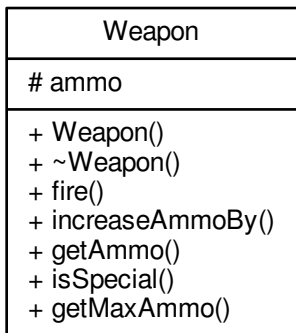 Weapon
# ammo
+ Weapon()
+ ~Weapon()
+ fire()
+ increaseAmmoBy()
+ getAmmo()
+ isSpecial()
+ getMaxAmmo()